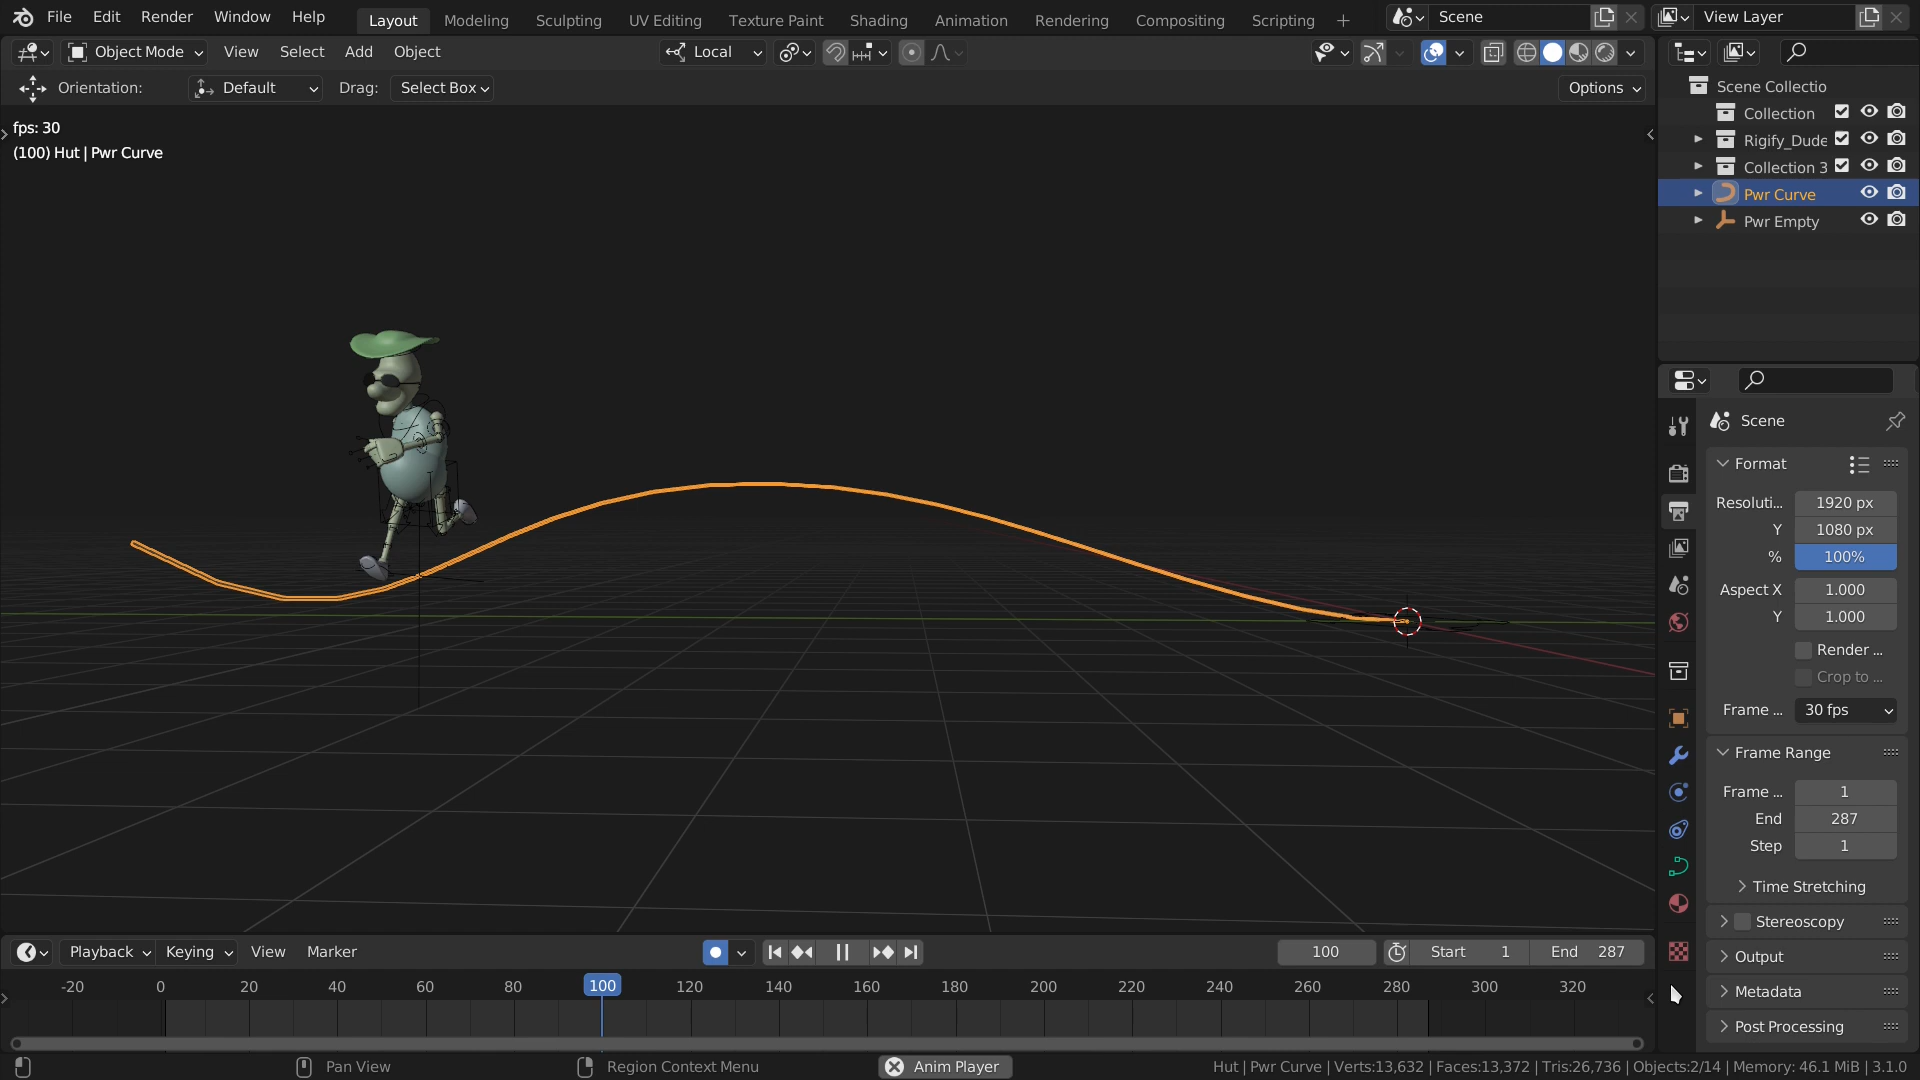 File Edit Render Window Help Layout Modeling Sculpting UV Editing Texture Paint Shading Animation Rendering Compositing Scripting Scene View Layer
Object Mode View Select Add Object Local
Orientation: Default Drag: Select Box Options
fps: 30
(100) Hut | Pwr Curve
Scene Collectio
Collection
Rigify_Dude
Collection 3
Pwr Curve
Pwr Empty
Scene
Format
Resoluti... 1920 px
Y 1080 px
% 100%
Aspect X 1.000
Y 1.000
Render ...
Crop to ...
Frame ... 30 fps
Frame Range
Frame ... 1
End 287
Step 1
Time Stretching
Stereoscopy
Output
Metadata
Post Processing
Playback Keying View Marker 100 Start 1 End 287
-20 0 20 40 60 80 100 120 140 160 180 200 220 240 260 280 300 320
Pan View Region Context Menu Anim Player Hut | Pwr Curve | Verts:13,632 | Faces:13,372 | Tris:26,736 | Objects:2/14 | Memory: 46.1 MiB | 3.1.0